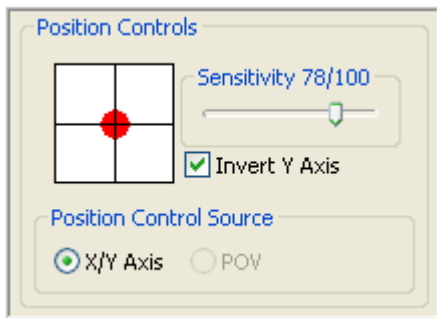 Position Controls
Sensitivity 78/100
Invert Y Axis
Position Control Source
X/Y Axis
POV